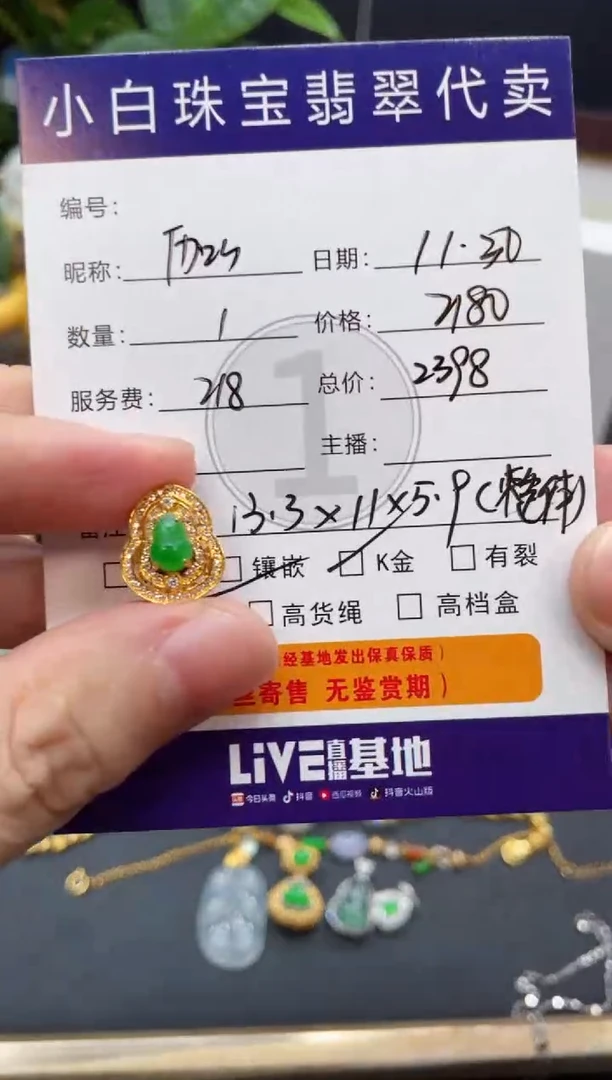 小白珠宝翡翠代卖
编号：
昵称： 日期： 11.30
数量： 1 价格： 2180
服务费： 218 总价： 2398
主播：
13.3×11×5.9（整体）
镶嵌 K金 有裂
高货绳 高档盒
经基地发出保真保质）
寄售 无鉴赏期）
LiVE直播基地
今日头条 抖音 西瓜视频 抖音火山版